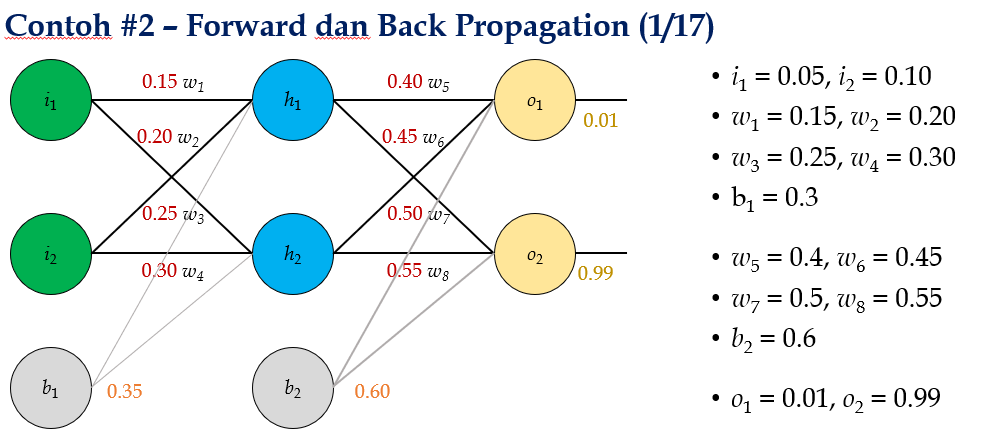 Contoh #2 – Forward dan Back Propagation (1/17)
i₁
0.15 w₁
h₁
0.40 w₅
o₁
0.01
0.20 w₂
0.45 w₆
0.25 w₃
0.50 w₇
i₂
0.30 w₄
h₂
0.55 w₈
o₂
0.99
b₁
0.35
b₂
0.60
• i₁ = 0.05, i₂ = 0.10
• w₁ = 0.15, w₂ = 0.20
• w₃ = 0.25, w₄ = 0.30
• b₁ = 0.3
• w₅ = 0.4, w₆ = 0.45
• w₇ = 0.5, w₈ = 0.55
• b₂ = 0.6
• o₁ = 0.01, o₂ = 0.99